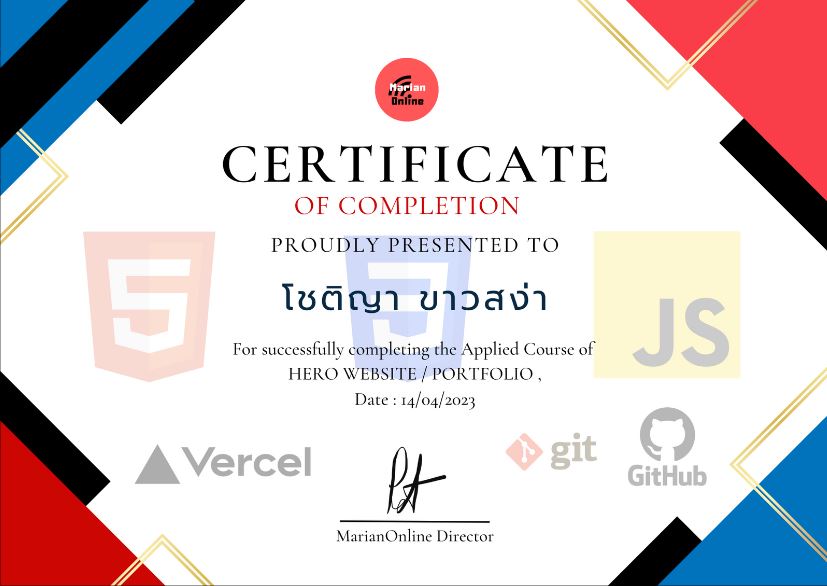 Marian
Online
CERTIFICATE
OF COMPLETION
PROUDLY PRESENTED TO
โชติญา ขาวสง่า
For successfully completing the Applied Course of
HERO WEBSITE / PORTFOLIO ,
Date : 14/04/2023
JS
Vercel
git
GitHub
MarianOnline Director